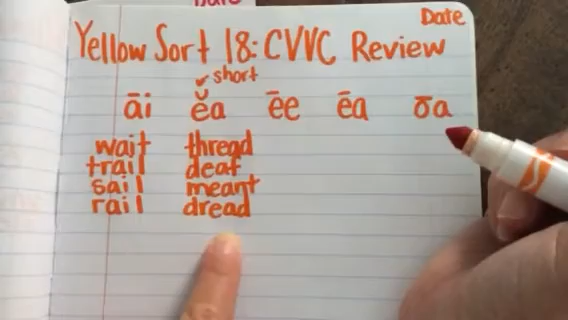 Date
Yellow Sort 18: CVVC Review
short
āi ĕa ēe ēa ōa
wait thread
trail deaf
sail meant
rail dread